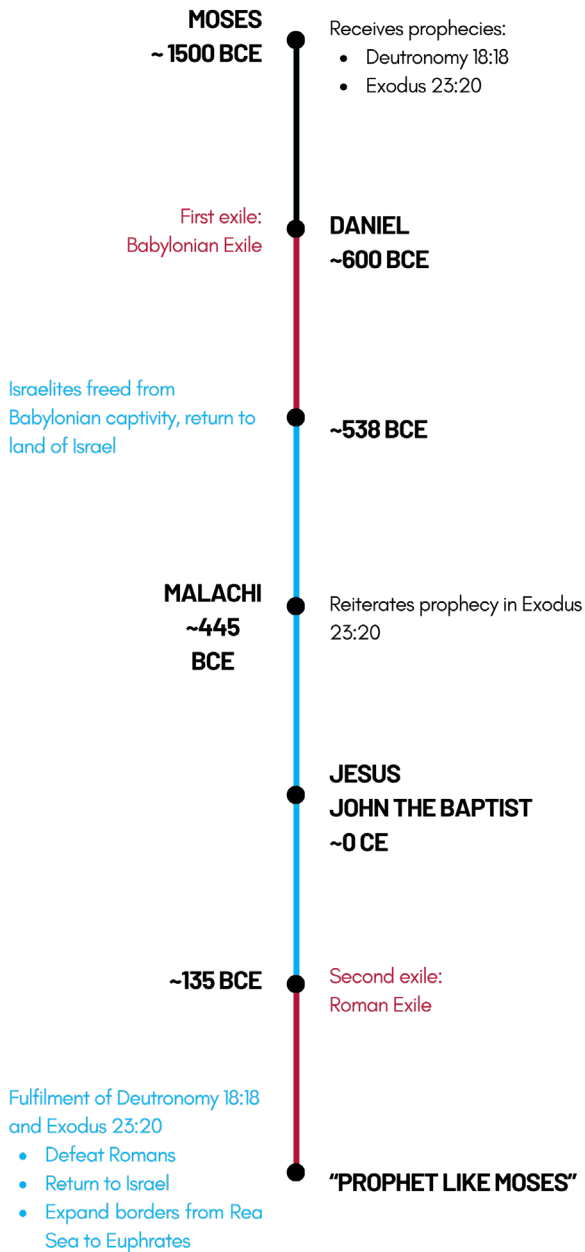 MOSES
~ 1500 BCE
Receives prophecies:
• Deutronomy 18:18
• Exodus 23:20
First exile:
Babylonian Exile
DANIEL
~600 BCE
Israelites freed from
Babylonian captivity, return to
land of Israel
~538 BCE
MALACHI
~445
BCE
Reiterates prophecy in Exodus
23:20
JESUS
JOHN THE BAPTIST
~0 CE
~135 BCE
Second exile:
Roman Exile
Fulfilment of Deutronomy 18:18
and Exodus 23:20
• Defeat Romans
• Return to Israel
• Expand borders from Rea
Sea to Euphrates
“PROPHET LIKE MOSES”